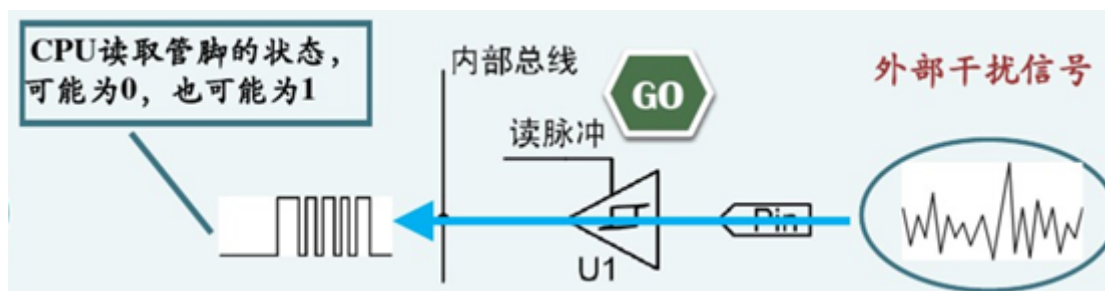 CPU读取管脚的状态，
可能为0，也可能为1
内部总线
GO
外部干扰信号
读脉冲
Pin
U1